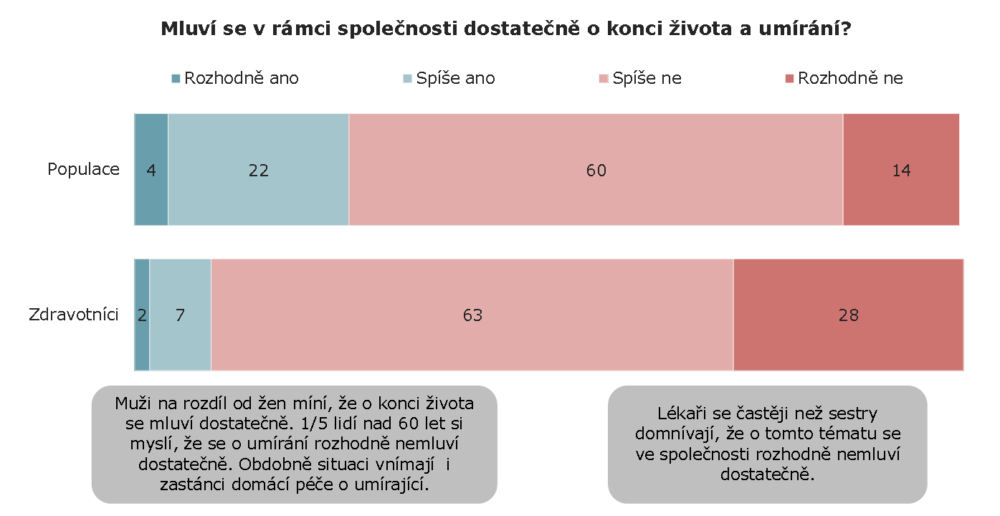 Mluví se v rámci společnosti dostatečně o konci života a umírání?
Rozhodně ano Spíše ano Spíše ne Rozhodně ne
Populace 4 22 60 14
Zdravotníci 2 7 63 28
Muži na rozdíl od žen míní, že o konci života
se mluví dostatečně. 1/5 lidí nad 60 let si
myslí, že se o umírání rozhodně nemluví
dostatečně. Obdobně situaci vnímají i
zastánci domácí péče o umírající.
Lékaři se častěji než sestry
domnívají, že o tomto tématu se
ve společnosti rozhodně nemluví
dostatečně.